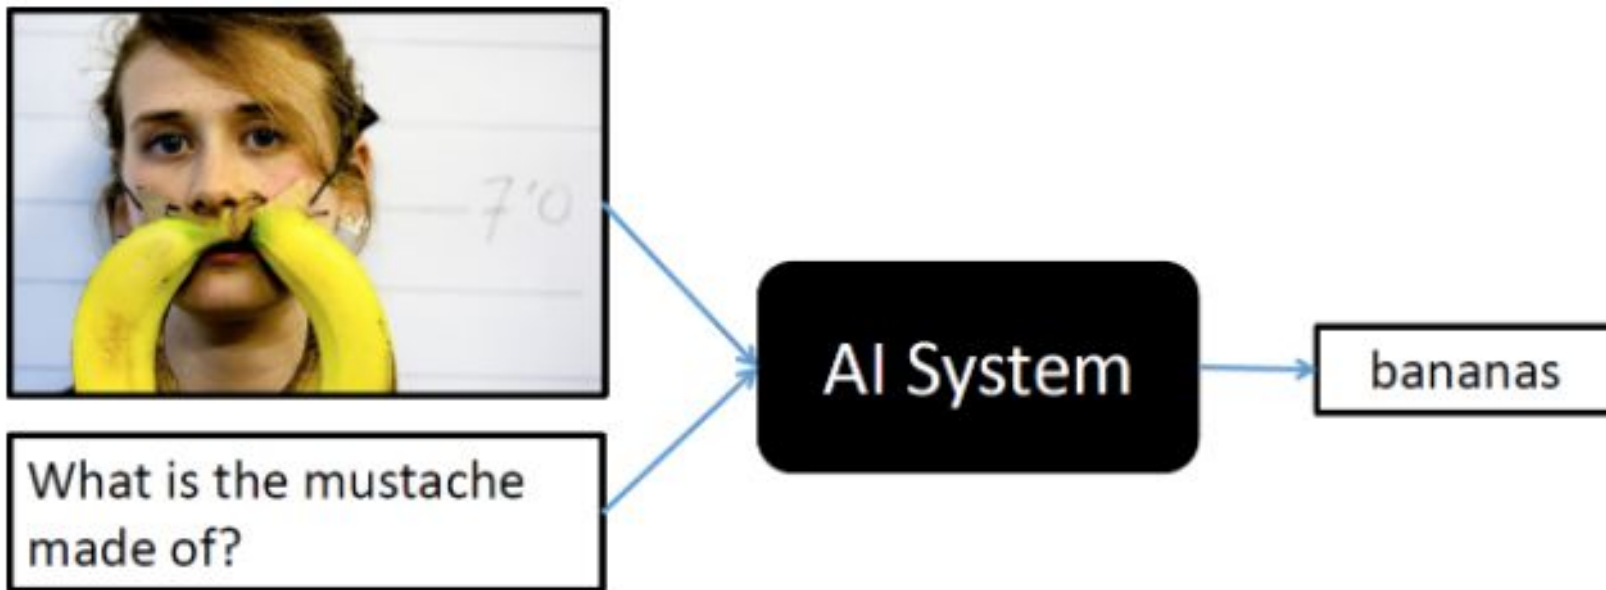 7'0
What is the mustache
made of?
AI System
bananas